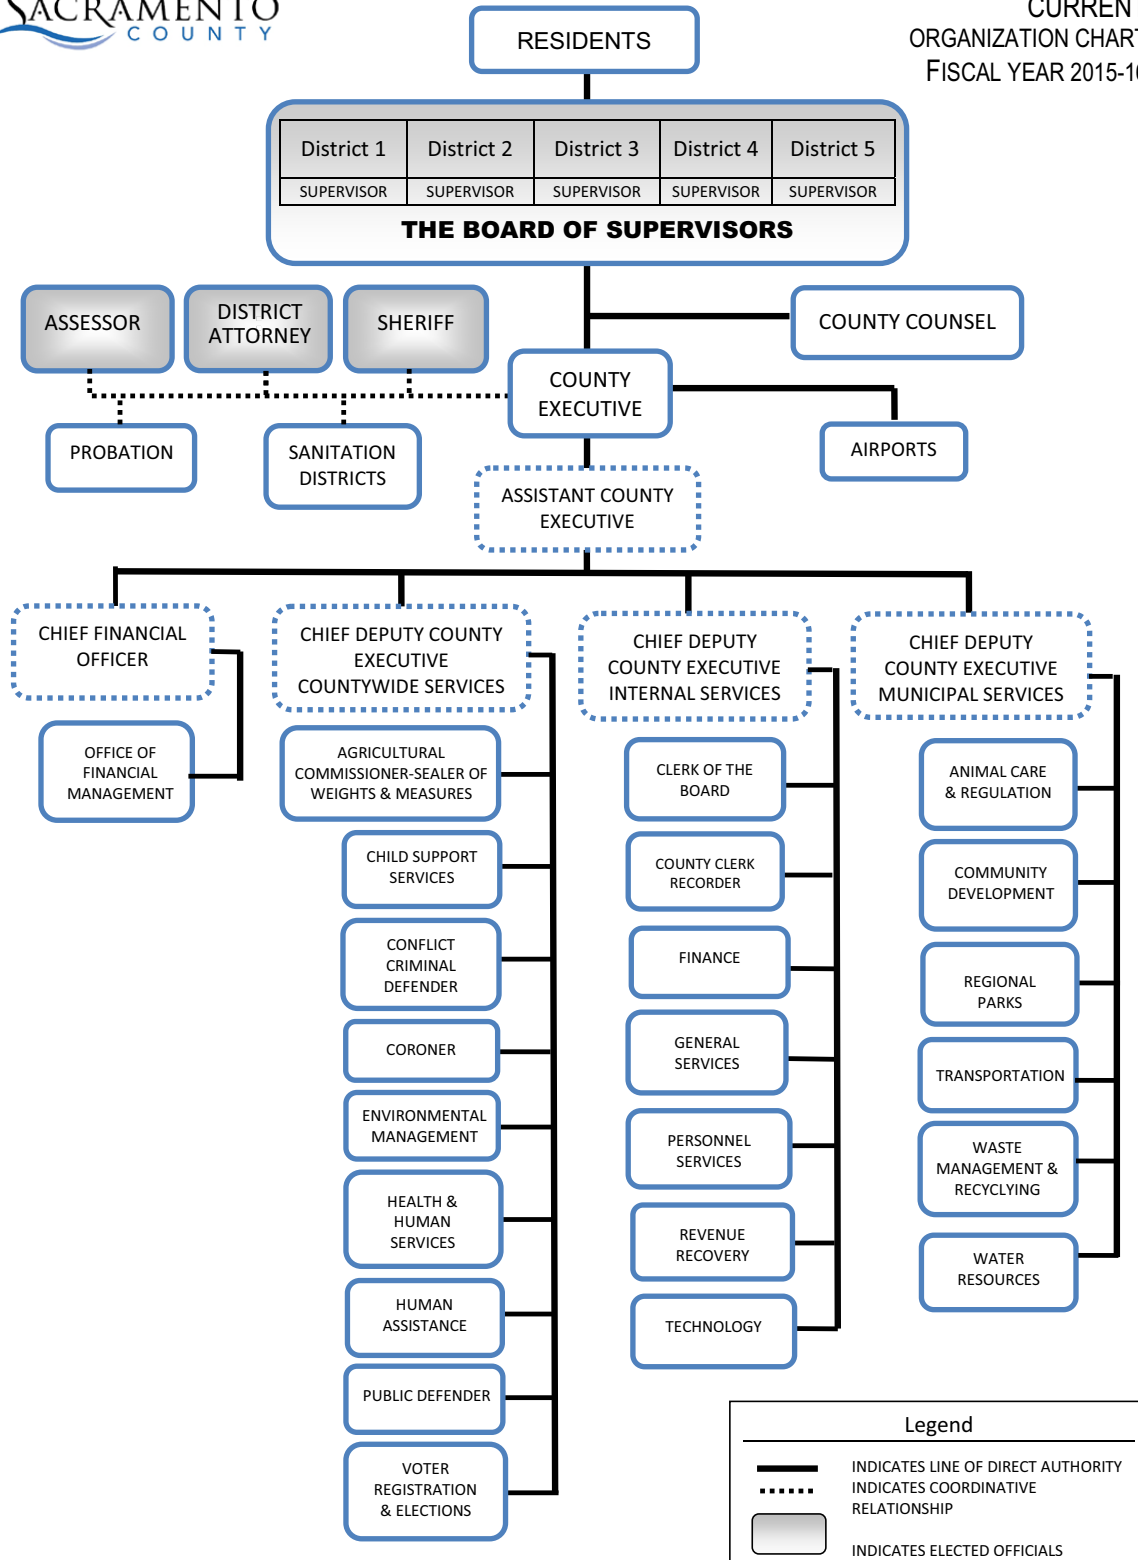 SACRAMENTO
COUNTY
CURRENT
ORGANIZATION CHART
FISCAL YEAR 2015-16
RESIDENTS
District 1
District 2
District 3
District 4
District 5
SUPERVISOR
SUPERVISOR
SUPERVISOR
SUPERVISOR
SUPERVISOR
THE BOARD OF SUPERVISORS
ASSESSOR
DISTRICT
ATTORNEY
SHERIFF
COUNTY COUNSEL
COUNTY
EXECUTIVE
PROBATION
SANITATION
DISTRICTS
AIRPORTS
ASSISTANT COUNTY
EXECUTIVE
CHIEF FINANCIAL
OFFICER
OFFICE OF
FINANCIAL
MANAGEMENT
CHIEF DEPUTY COUNTY
EXECUTIVE
COUNTYWIDE SERVICES
AGRICULTURAL
COMMISSIONER-SEALER OF
WEIGHTS & MEASURES
CHILD SUPPORT
SERVICES
CONFLICT
CRIMINAL
DEFENDER
CORONER
ENVIRONMENTAL
MANAGEMENT
HEALTH &
HUMAN
SERVICES
HUMAN
ASSISTANCE
PUBLIC DEFENDER
VOTER
REGISTRATION
& ELECTIONS
CHIEF DEPUTY
COUNTY EXECUTIVE
INTERNAL SERVICES
CLERK OF THE
BOARD
COUNTY CLERK
RECORDER
FINANCE
GENERAL
SERVICES
PERSONNEL
SERVICES
REVENUE
RECOVERY
TECHNOLOGY
CHIEF DEPUTY
COUNTY EXECUTIVE
MUNICIPAL SERVICES
ANIMAL CARE
& REGULATION
COMMUNITY
DEVELOPMENT
REGIONAL
PARKS
TRANSPORTATION
WASTE
MANAGEMENT &
RECYCLYING
WATER
RESOURCES
Legend
INDICATES LINE OF DIRECT AUTHORITY
INDICATES COORDINATIVE
RELATIONSHIP
INDICATES ELECTED OFFICIALS